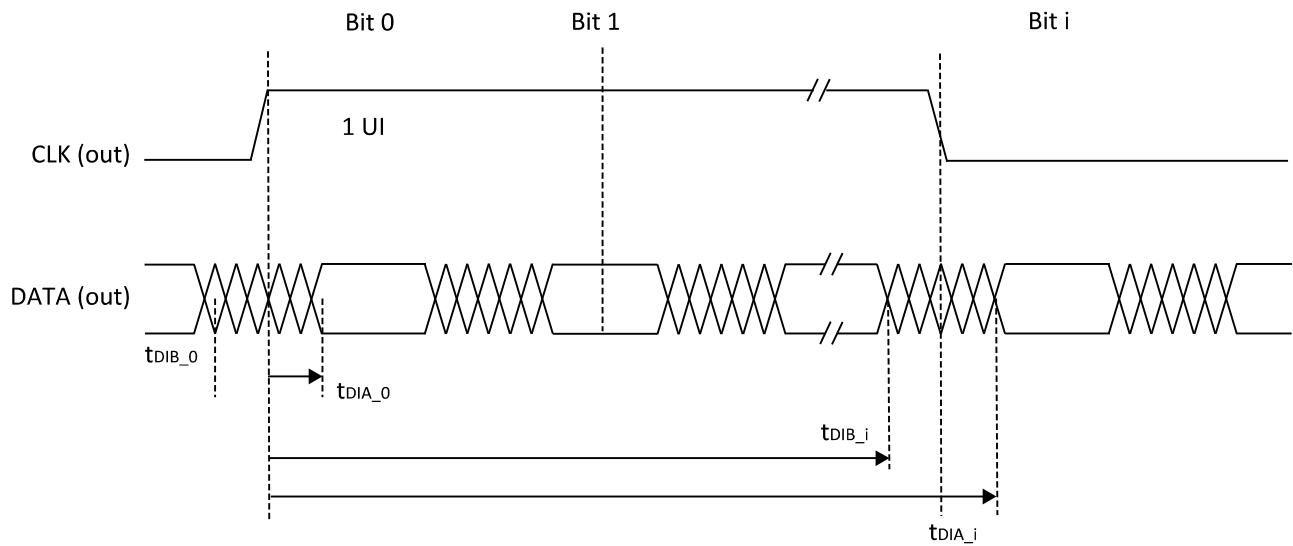 Bit 0 Bit 1 Bit i
1 UI
CLK (out)
DATA (out)
tDIB_0
tDIA_0
tDIB_i
tDIA_i